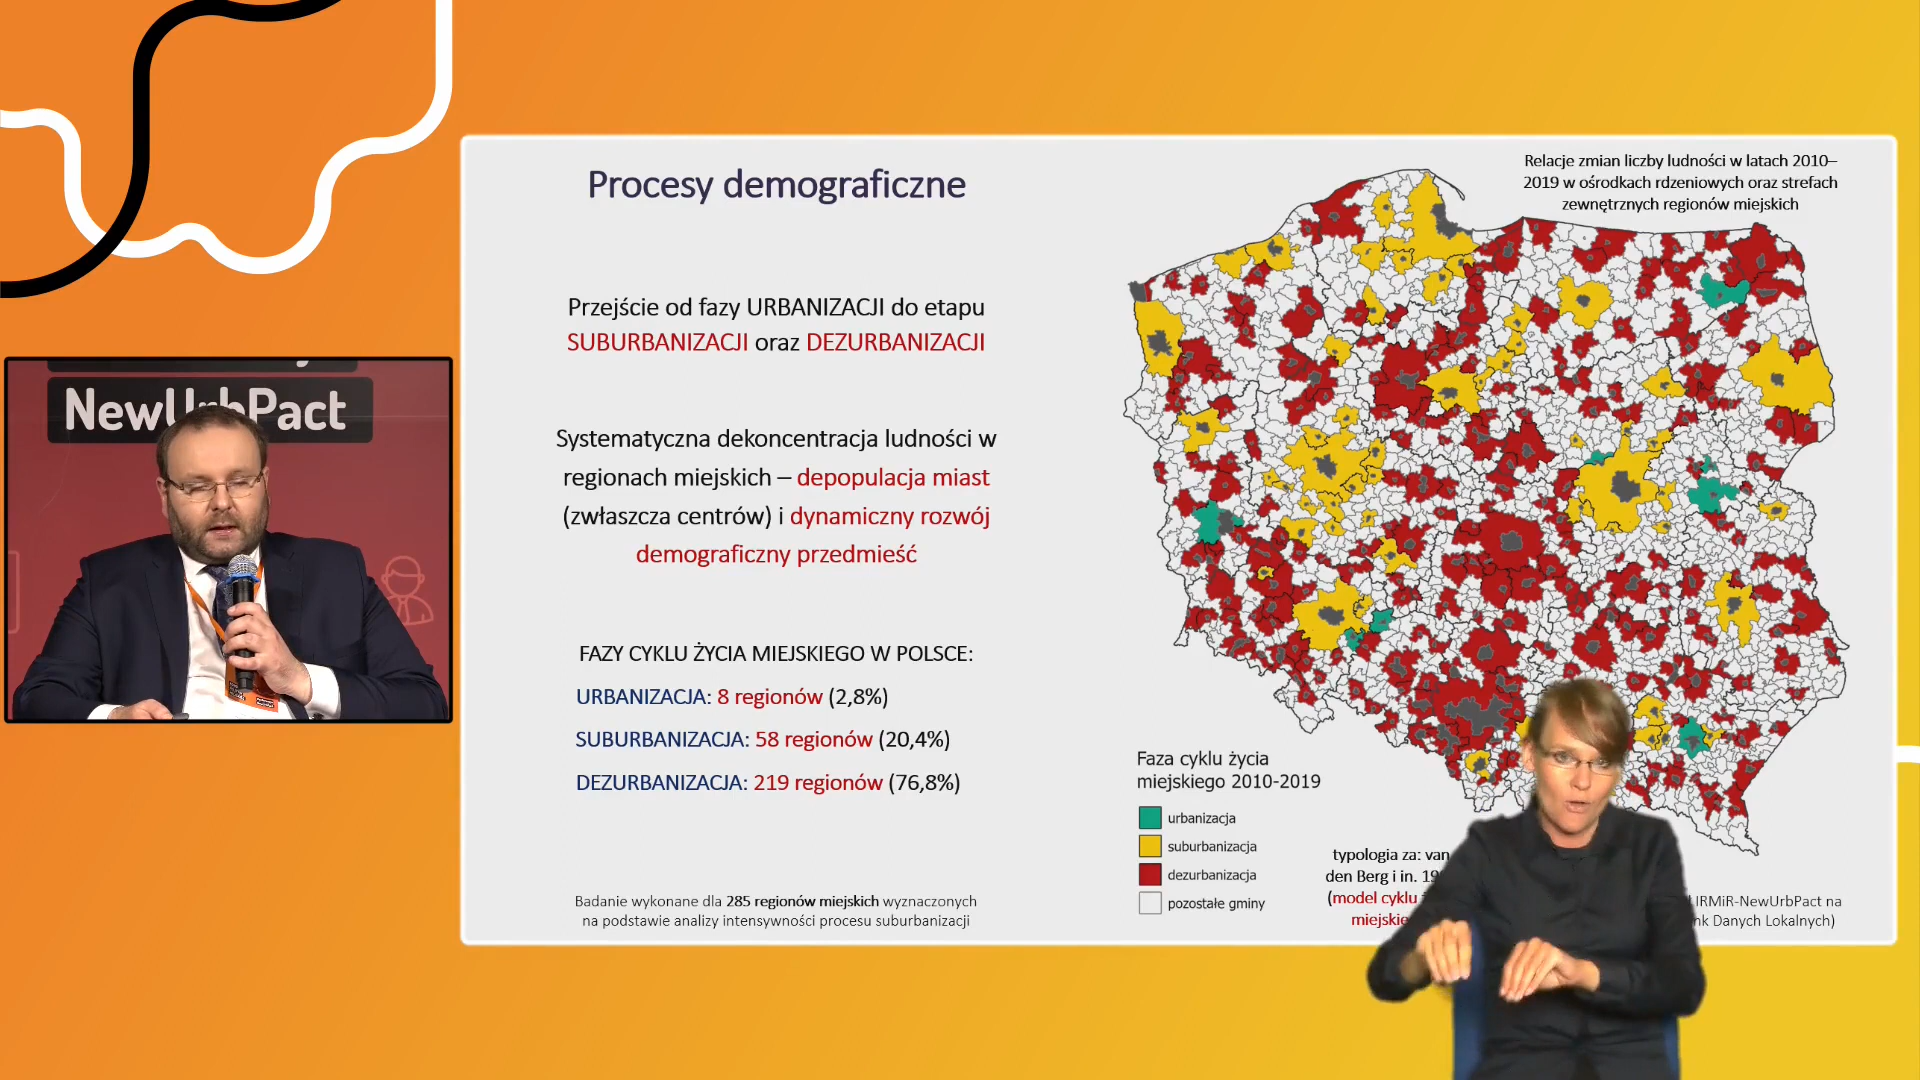 NewUrbPact
Procesy demograficzne
Przejście od fazy URBANIZACJI do etapu
SUBURBANIZACJI oraz DEZURBANIZACJI
Systematyczna dekoncentracja ludności w
regionach miejskich – depopulacja miast
(zwłaszcza centrów) i dynamiczny rozwój
demograficzny przedmieść
FAZY CYKLU ŻYCIA MIEJSKIEGO W POLSCE:
URBANIZACJA: 8 regionów (2,8%)
SUBURBANIZACJA: 58 regionów (20,4%)
DEZURBANIZACJA: 219 regionów (76,8%)
Badanie wykonane dla 285 regionów miejskich wyznaczonych
na podstawie analizy intensywności procesu suburbanizacji
Relacje zmian liczby ludności w latach 2010–
2019 w ośrodkach rdzeniowych oraz strefach
zewnętrznych regionów miejskich
Faza cyklu życia
miejskiego 2010-2019
urbanizacja
suburbanizacja
dezurbanizacja
pozostałe gminy
typologia za: van
den Berg i in.
(model cyklu
IRMiR-NewUrbPact na
Danych Lokalnych)